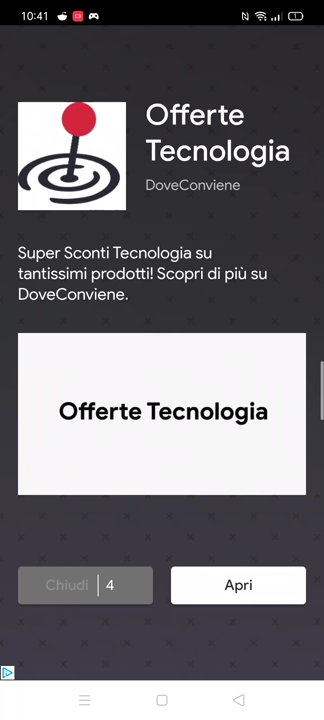 10:41
1
Offerte
Tecnologia
DoveConviene
Super Sconti Tecnologia su
tantissimi prodotti! Scopri di più su
DoveConviene.
Offerte Tecnologia
Chiudi 4
Apri